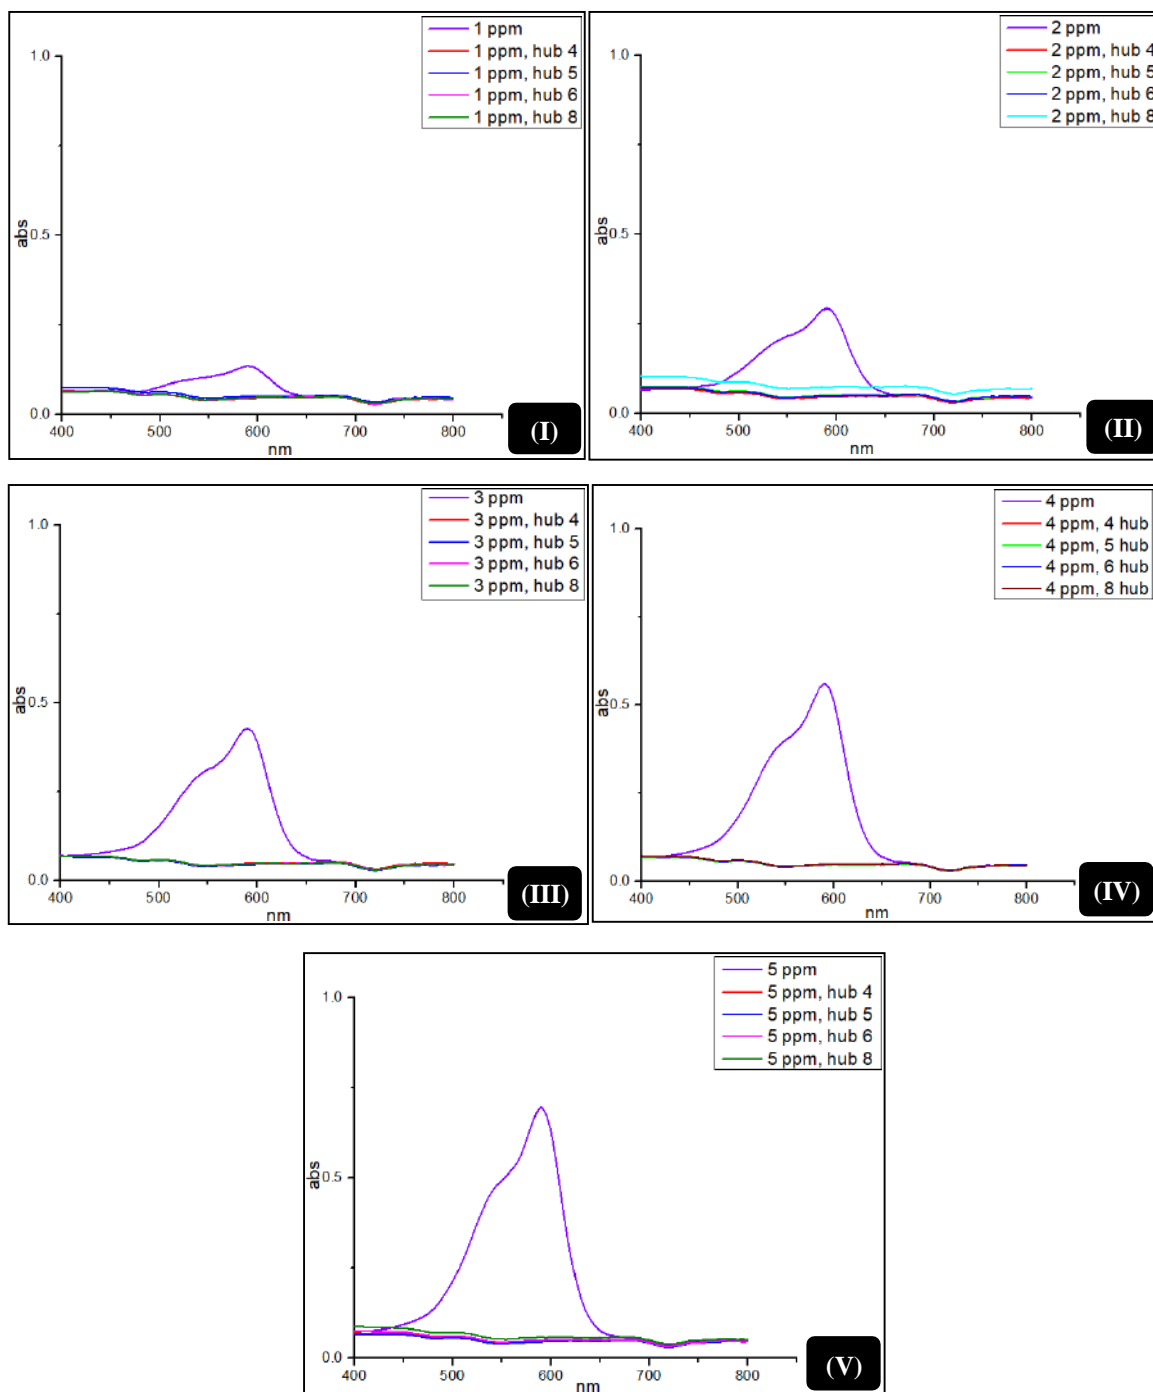 1 ppm
1 ppm, hub 4
1 ppm, hub 5
1 ppm, hub 6
1 ppm, hub 8
1.0
0.5
0.0
abs
400 500 600 700 800
nm
(I)
2 ppm
2 ppm, hub 4
2 ppm, hub 5
2 ppm, hub 6
2 ppm, hub 8
1.0
0.5
0.0
abs
400 500 600 700 800
nm
(II)
3 ppm
3 ppm, hub 4
3 ppm, hub 5
3 ppm, hub 6
3 ppm, hub 8
1.0
0.5
0.0
abs
400 500 600 700 800
nm
(III)
4 ppm
4 ppm, 4 hub
4 ppm, 5 hub
4 ppm, 6 hub
4 ppm, 8 hub
1.0
0.5
0.0
abs
400 500 600 700 800
nm
(IV)
5 ppm
5 ppm, hub 4
5 ppm, hub 5
5 ppm, hub 6
5 ppm, hub 8
1.0
0.5
0.0
abs
400 500 600 700 800
nm
(V)